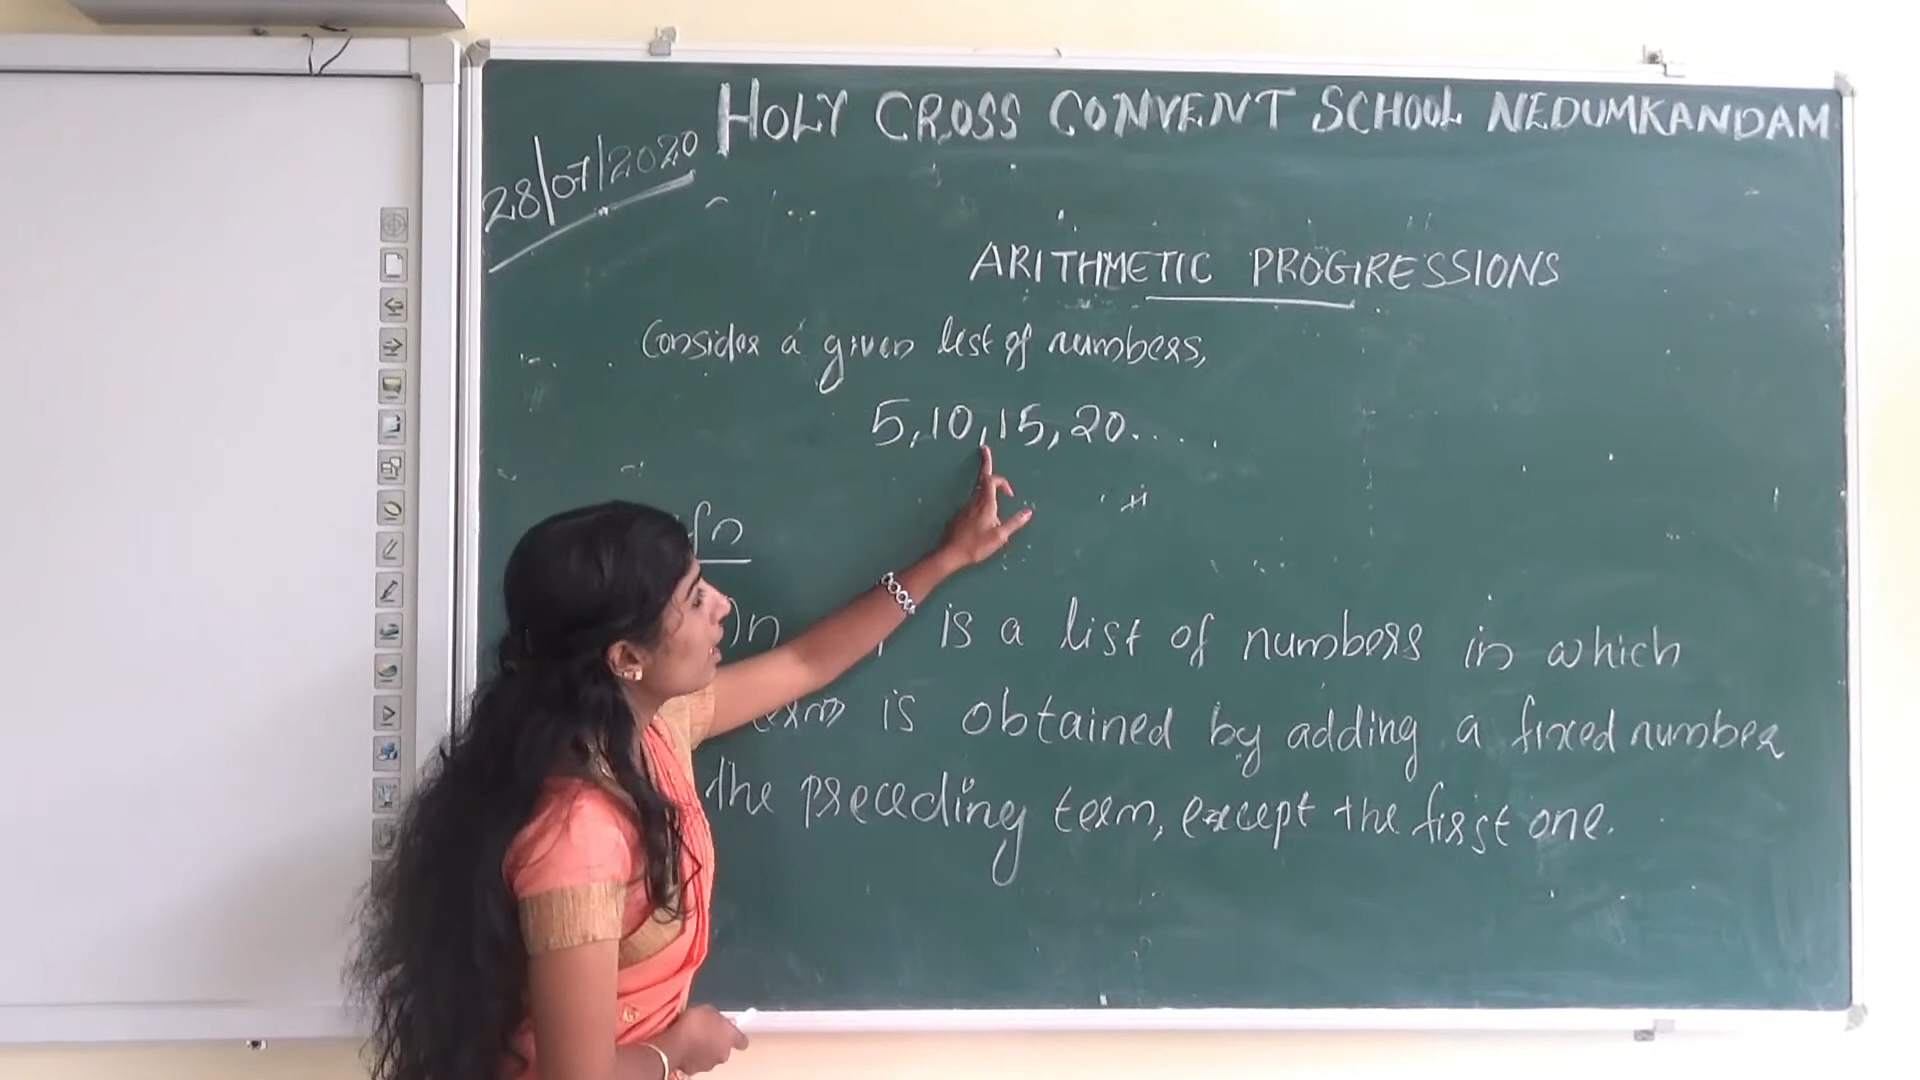 HOLY CROSS CONVENT SCHOOL NEDUMKANDAM
28/07/2020
ARITHMETIC PROGRESSIONS
Consider a given list of numbers,
5, 10, 15, 20.....
is a list of numbers in which
is obtained by adding a fixed number
the preceding term, except the first one.